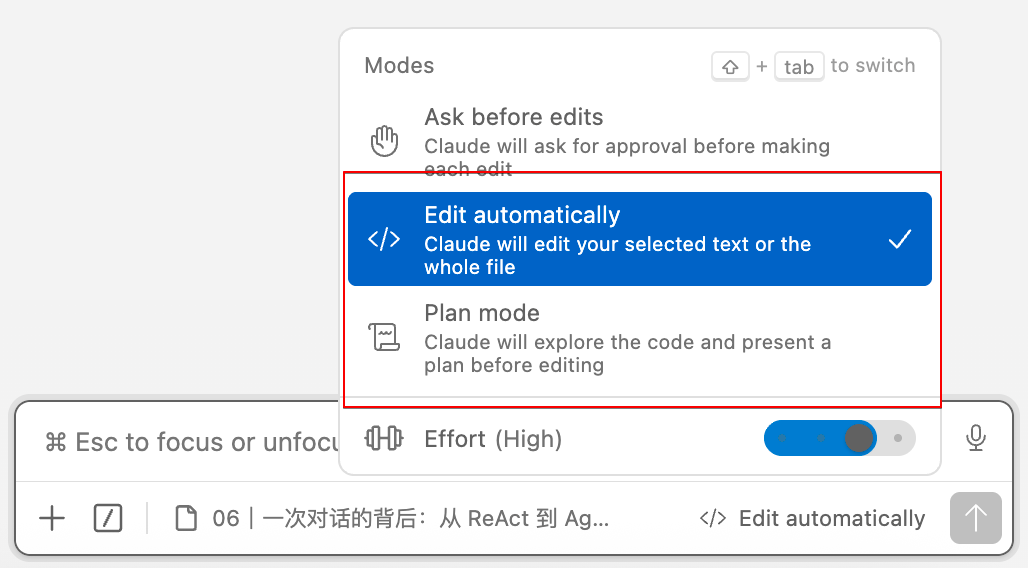 Modes
⇧ + tab to switch
Ask before edits
Claude will ask for approval before making
each edit
Edit automatically
Claude will edit your selected text or the
whole file
Plan mode
Claude will explore the code and present a
plan before editing
Effort (High)
⌘ Esc to focus or unfocu
06 | 一次对话的背后：从 ReAct 到 Ag...
</> Edit automatically